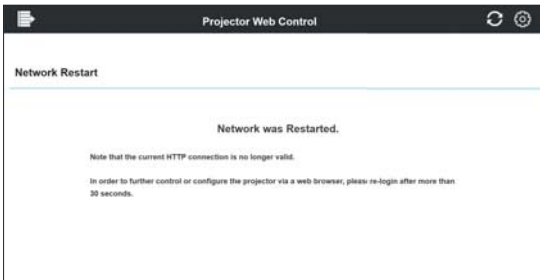 Projector Web Control
Network Restart
Network was Restarted.
Note that the current HTTP connection is no longer valid.
In order to further control or configure the projector via a web browser, please re-login after more than
30 seconds.